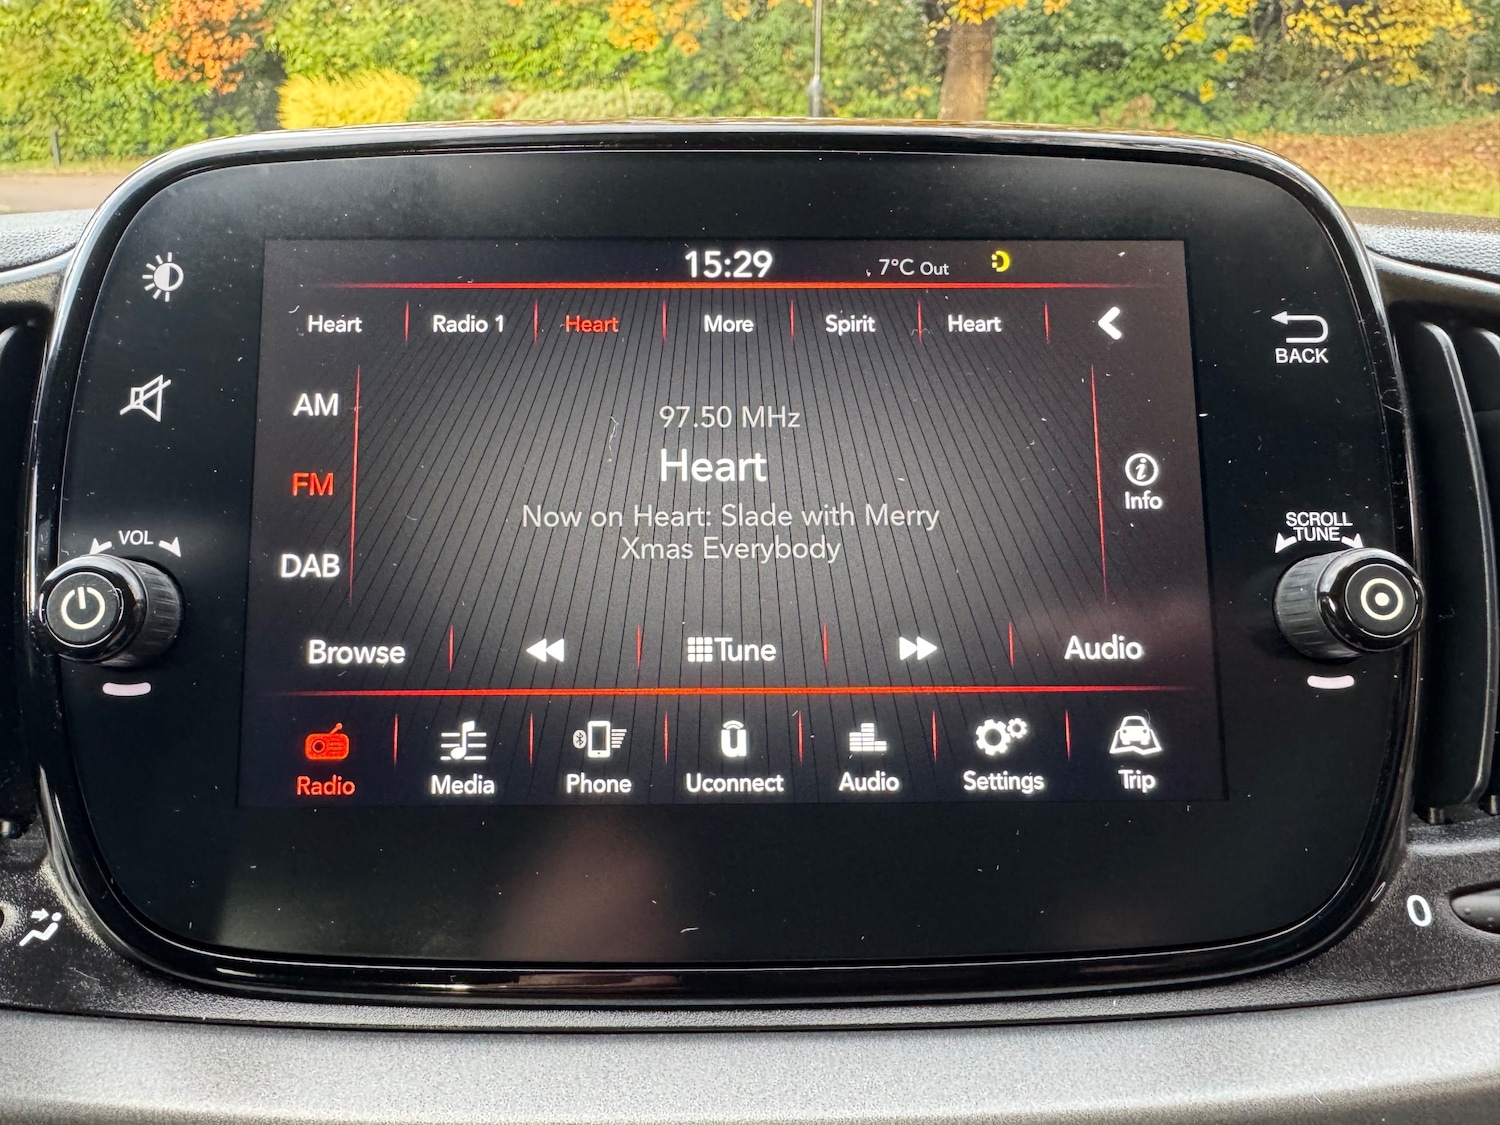 15:29 7°C Out
Heart Radio 1 Heart More Spirit Heart
BACK
AM
97.50 MHz
Heart
FM
Info
Now on Heart: Slade with Merry
Xmas Everybody
DAB
VOL
SCROLL
TUNE
Browse Tune Audio
Radio Media Phone Uconnect Audio Settings Trip
0